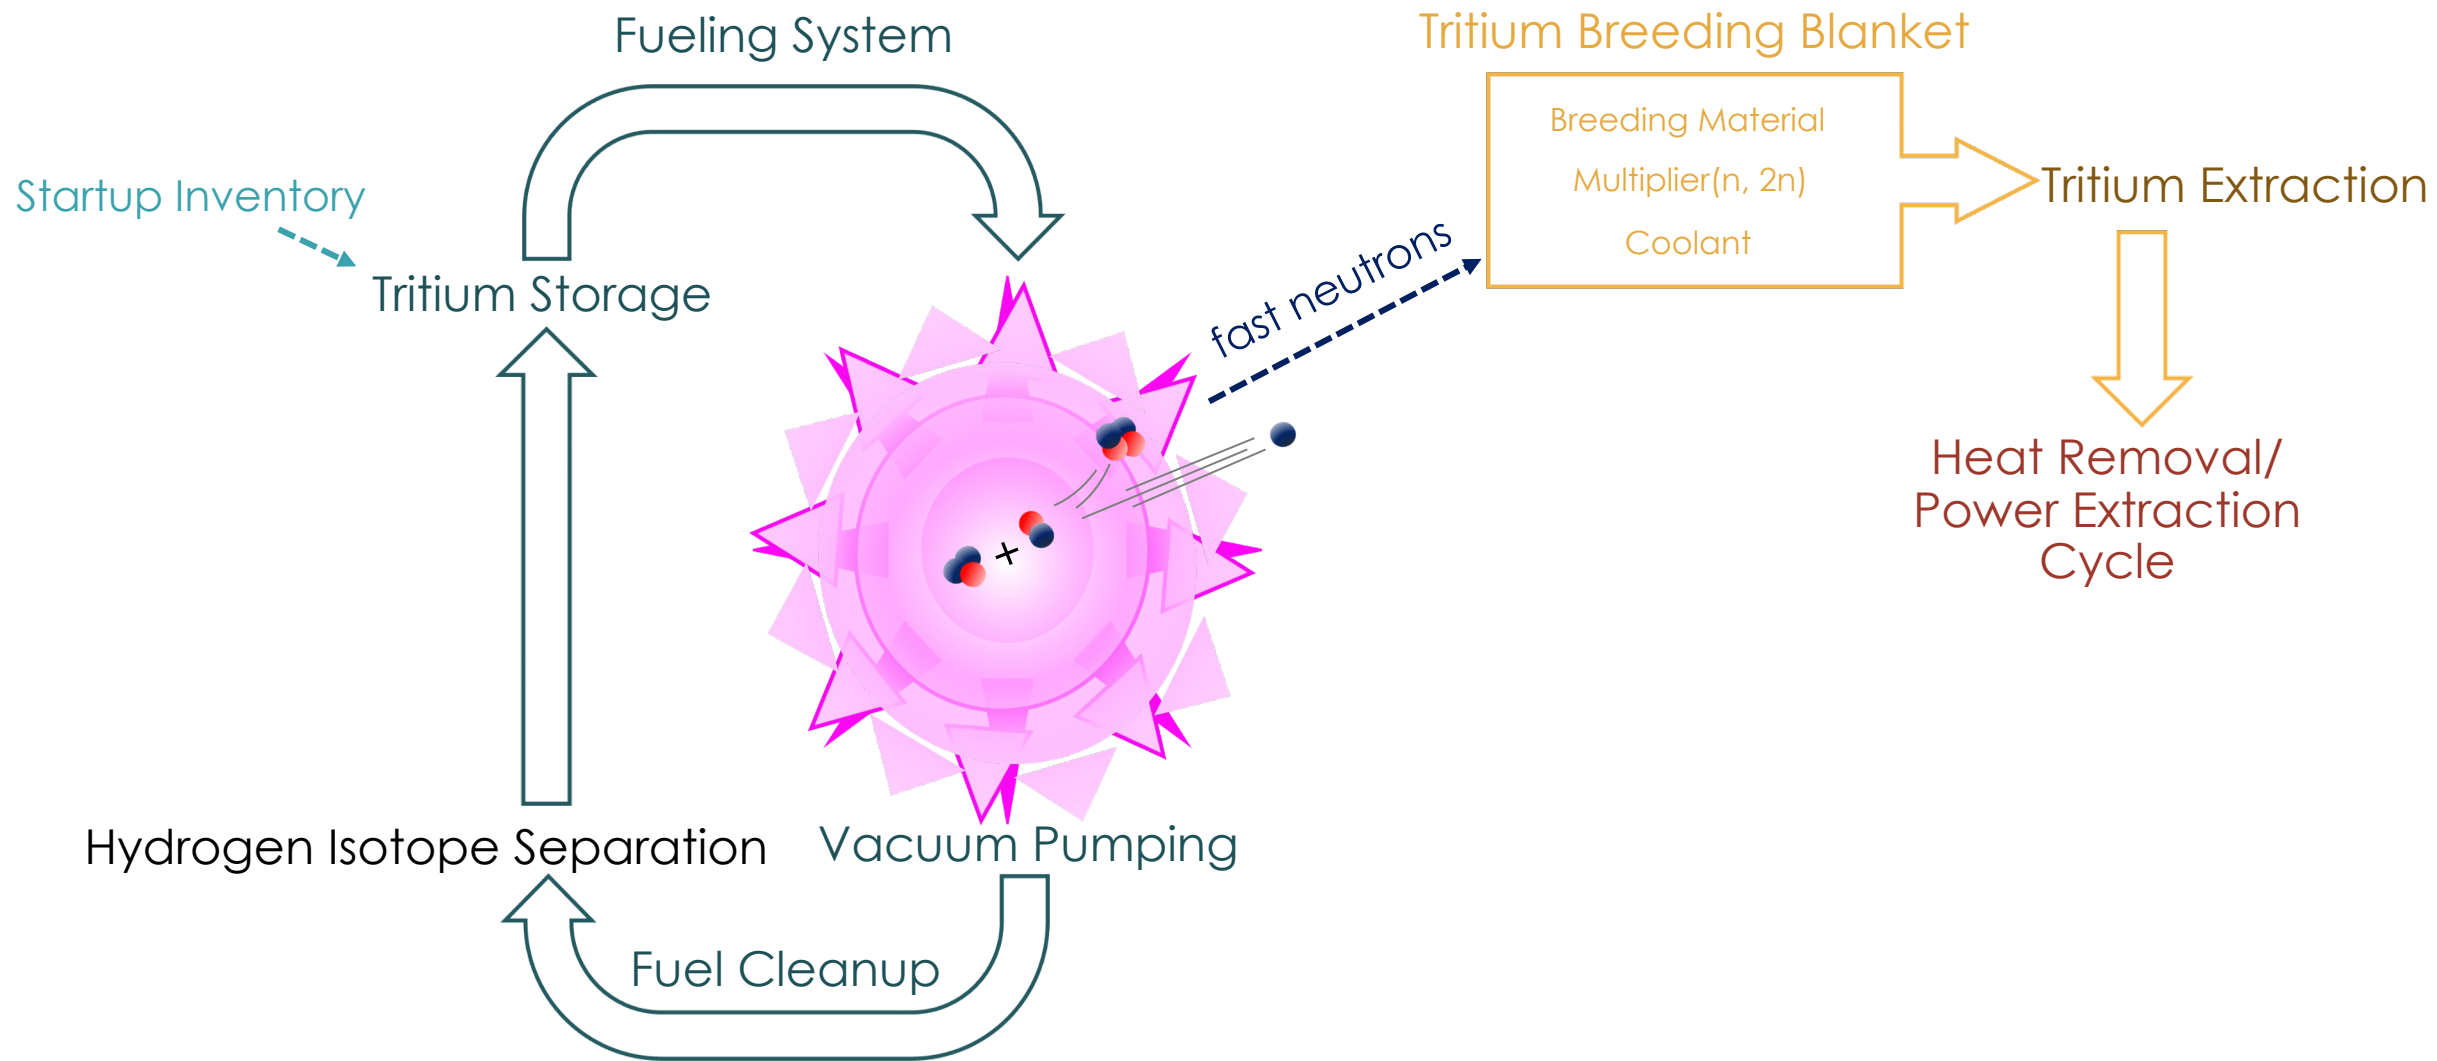 Fueling System
Tritium Breeding Blanket
Breeding Material
Multiplier(n, 2n)
Coolant
Startup Inventory
Tritium Extraction
fast neutrons
Tritium Storage
Heat Removal/
Power Extraction
Cycle
+
Hydrogen Isotope Separation
Vacuum Pumping
Fuel Cleanup